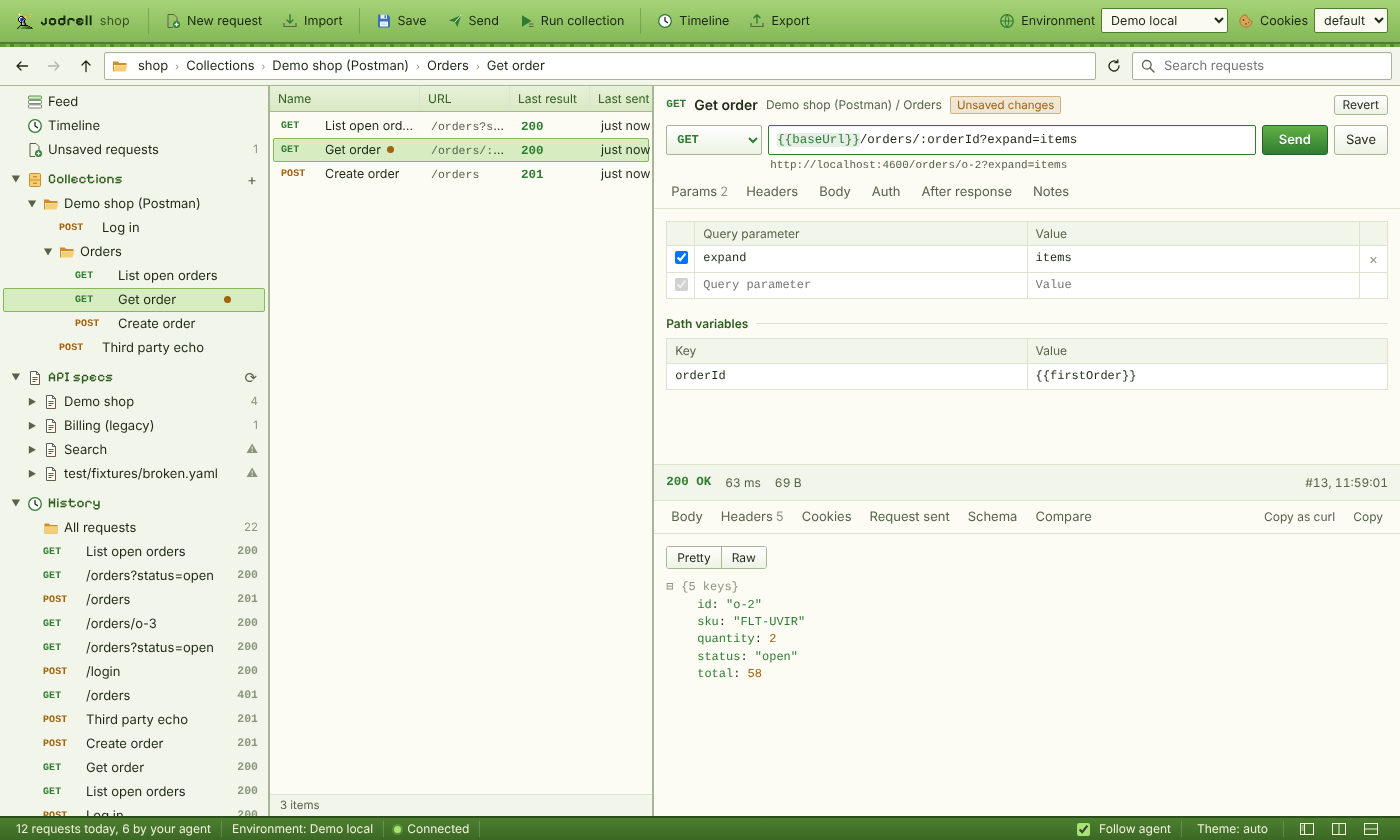 Jodrell shop New request Import Save Send Run collection Timeline Export Environment Demo local Cookies default
shop › Collections › Demo shop (Postman) › Orders › Get order Search requests
Feed
Timeline
Unsaved requests 1
Collections +
Demo shop (Postman)
POST Log in
Orders
GET List open orders
GET Get order
POST Create order
POST Third party echo
API specs
Demo shop 4
Billing (legacy) 1
Search
test/fixtures/broken.yaml
History
All requests 22
GET List open orders 200
GET /orders?status=open 200
POST /orders 201
GET /orders/o-3 200
GET /orders?status=open 200
POST /login 200
GET /orders 401
POST Third party echo 201
POST Create order 201
GET Get order 200
GET List open orders 200
POST Log in 200
Name URL Last result Last sent
GET List open ord... /orders?s... 200 just now
GET Get order /orders/:... 200 just now
POST Create order /orders 201 just now
3 items
GET Get order Demo shop (Postman) / Orders Unsaved changes Revert
GET {{baseUrl}}/orders/:orderId?expand=items Send Save
http://localhost:4600/orders/o-2?expand=items
Params 2 Headers Body Auth After response Notes
Query parameter Value
expand items ×
Query parameter Value
Path variables
Key Value
orderId {{firstOrder}}
200 OK 63 ms 69 B #13, 11:59:01
Body Headers 5 Cookies Request sent Schema Compare Copy as curl Copy
Pretty Raw
⊟ {5 keys}
id: "o-2"
sku: "FLT-UVIR"
quantity: 2
status: "open"
total: 58
12 requests today, 6 by your agent Environment: Demo local Connected Follow agent Theme: auto